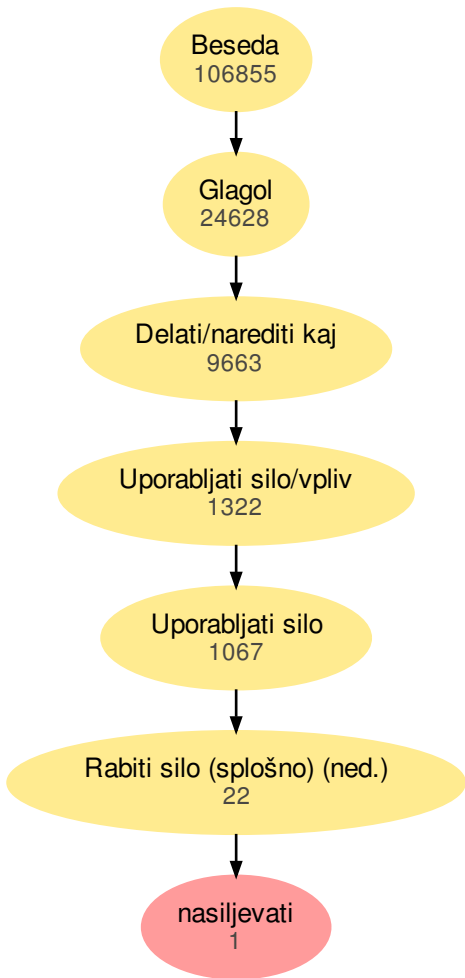 Beseda
106855
Glagol
24628
Delati/narediti kaj
9663
Uporabljati silo/vpliv
1322
Uporabljati silo
1067
Rabiti silo (splošno) (ned.)
22
nasiljevati
1